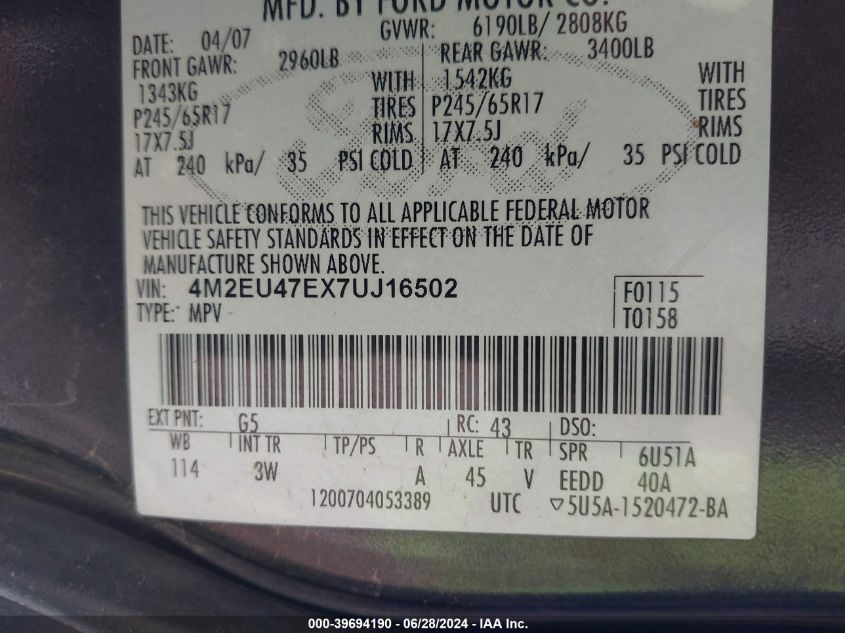 MFD. BY FORD MOTOR CO.
DATE: 04/07 GVWR: 6190LB/ 2808KG
FRONT GAWR: 2960LB REAR GAWR: 3400LB
1343KG WITH 1542KG WITH
P245/65R17 TIRES P245/65R17 TIRES
17X7.5J RIMS 17X7.5J RIMS
AT 240 kPa/ 35 PSI COLD AT 240 kPa/ 35 PSI COLD
THIS VEHICLE CONFORMS TO ALL APPLICABLE FEDERAL MOTOR
VEHICLE SAFETY STANDARDS IN EFFECT ON THE DATE OF
MANUFACTURE SHOWN ABOVE.
VIN: 4M2EU47EX7UJ16502 F0115
TYPE: MPV T0158
EXT PNT: G5 RC: 43 DSO:
WB INT TR TP/PS R AXLE TR SPR 6U51A
114 3W A 45 V EEDD 40A
1200704053389 UTC ▽5U5A-1520472-BA
000-39694190 - 06/28/2024 - IAA Inc.